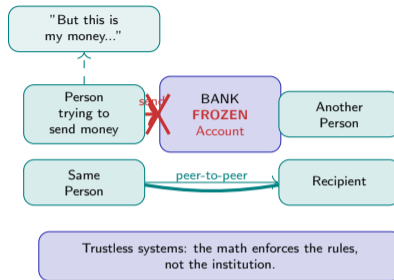 "But this is
my money..."
Person
trying to
send money
send
BANK
FROZEN
Account
Another
Person
Same
Person
peer-to-peer
Recipient
Trustless systems: the math enforces the rules,
not the institution.